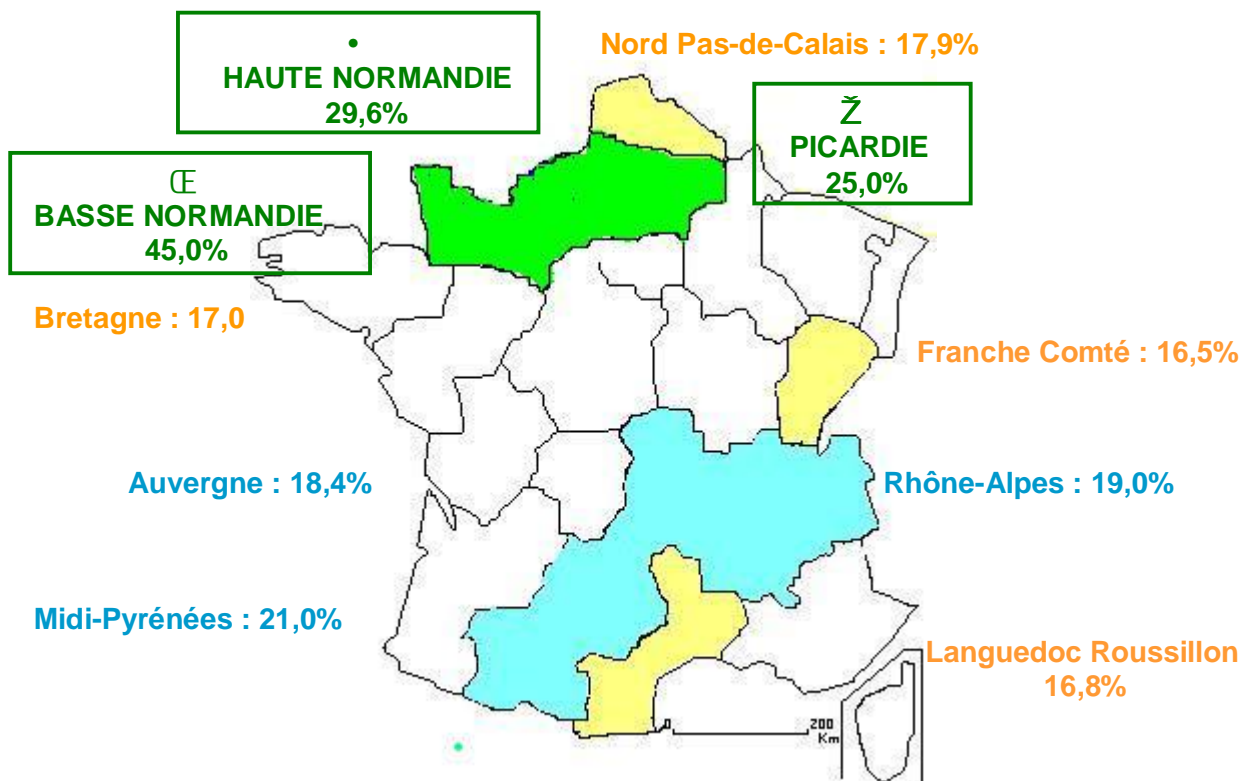 •
HAUTE NORMANDIE
29,6%
Nord Pas-de-Calais : 17,9%
Ž
PICARDIE
25,0%
Œ
BASSE NORMANDIE
45,0%
Bretagne : 17,0
Franche Comté : 16,5%
Auvergne : 18,4%
Rhône-Alpes : 19,0%
Midi-Pyrénées : 21,0%
Languedoc Roussillon
16,8%
0 200
Km